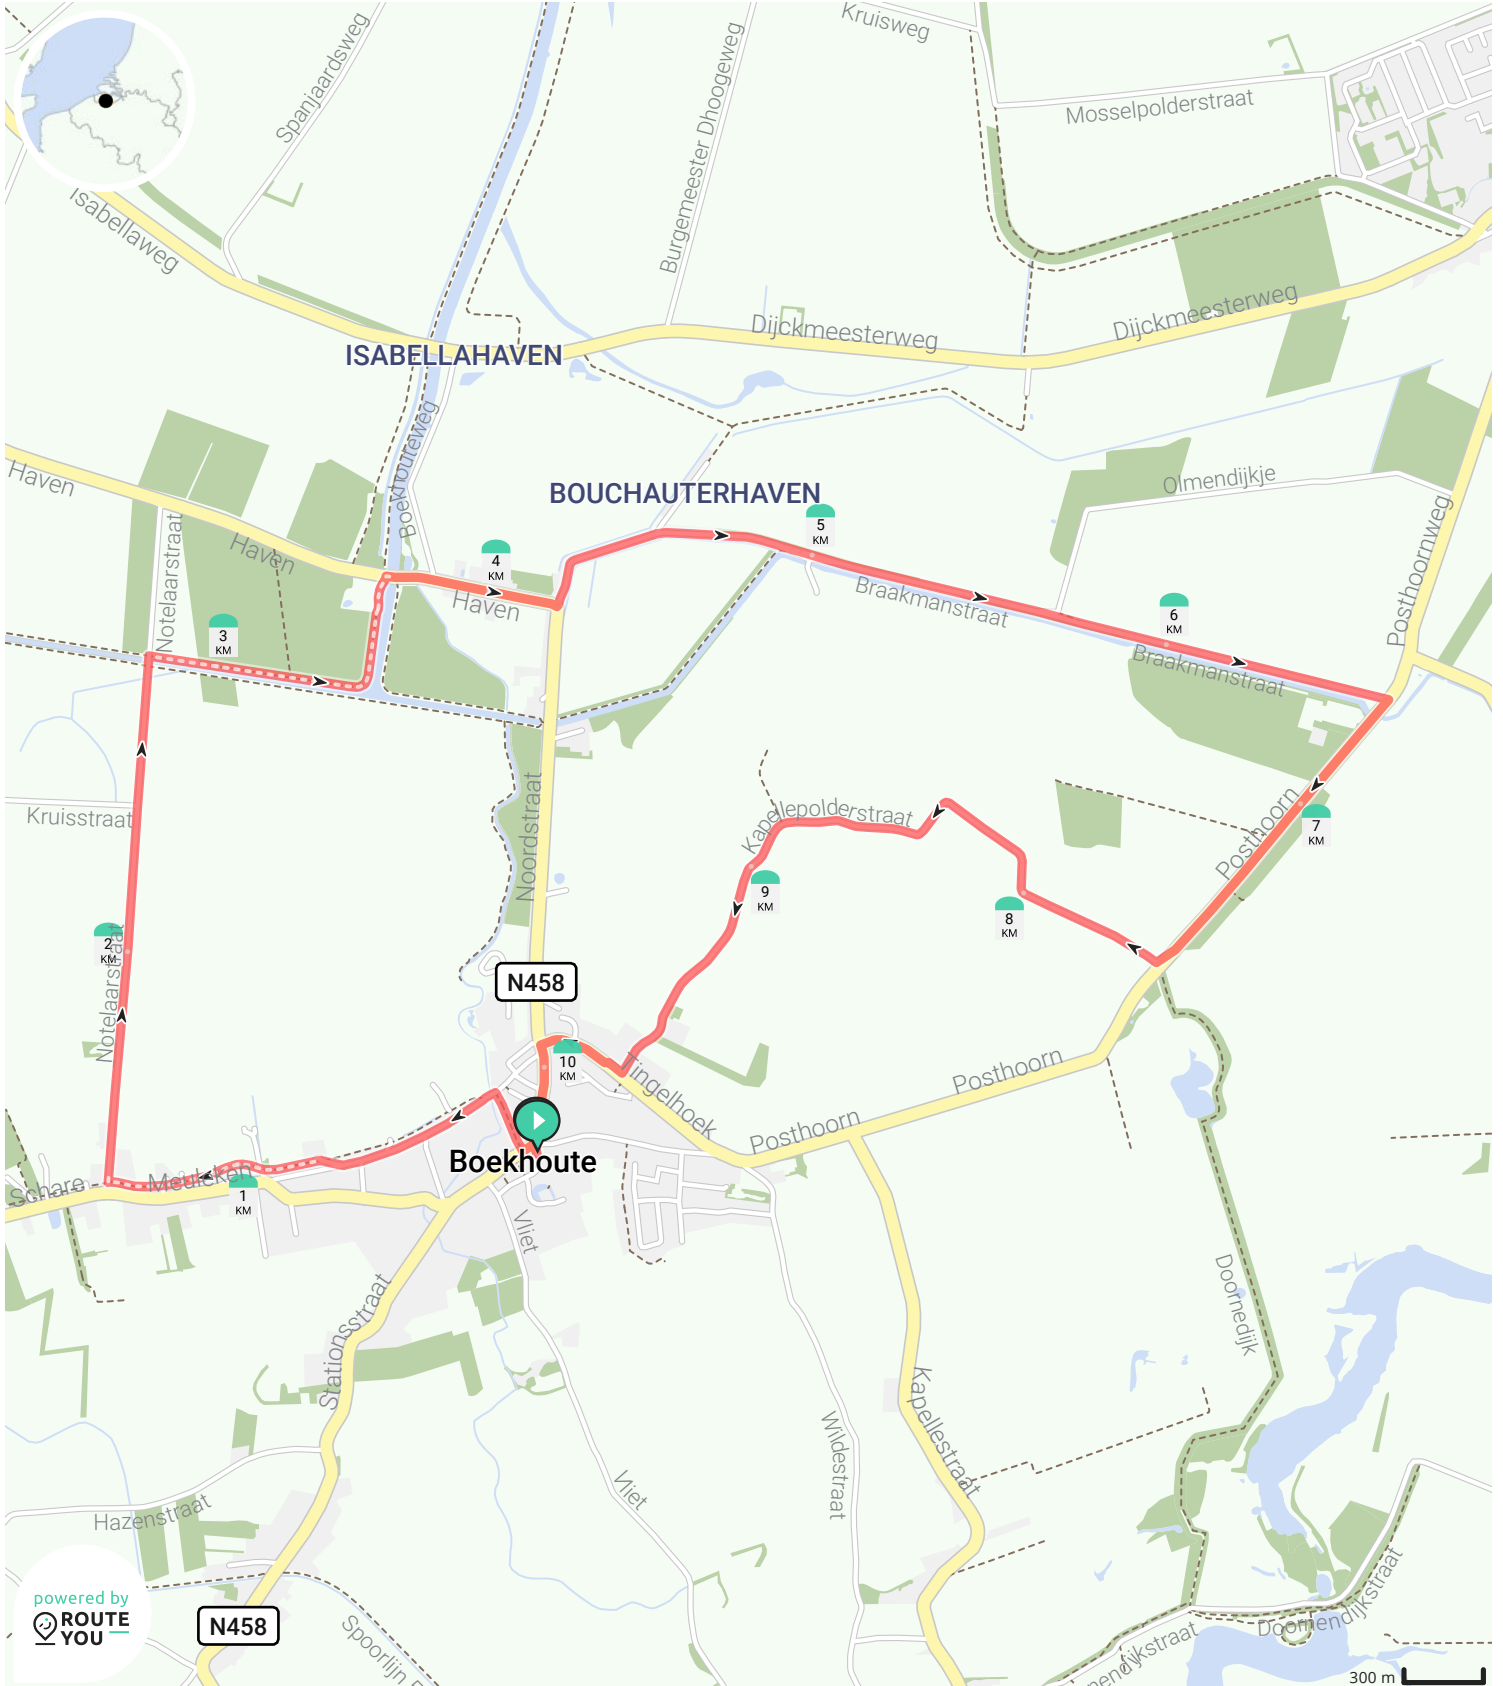 Kruisweg
Spanjaardsweg
Burgemeester Dhoogeweg
Mosselpolderstraat
Isabellaweg
Dijckmeesterweg
Dijckmeesterweg
ISABELLAHAVEN
Boekhouteweg
Haven
BOUCHAUTERHAVEN
Olmendijkje
Posthoornweg
Notelaarstraat
Haven
5
KM
4
KM
Haven
Braakmanstraat
6
KM
3
KM
Braakmanstraat
Kruisstraat
Noordstraat
Kapellepolderstraat
Posthoorn
7
KM
9
KM
8
KM
2
KM
Notelaarstraat
N458
10
KM
Tingelhoek
Posthoorn
Posthoorn
Boekhoute
Schare
Meuleken
1
KM
Vliet
Stationsstraat
Doornedijk
Kapellestraat
Wildestraat
Vliet
Hazenstraat
powered by
ROUTE
YOU
N458
Spoorlijn
Doornendijkstraat
nendijkstraat
300 m